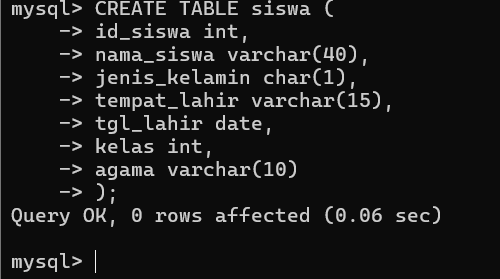 mysql> CREATE TABLE siswa (
    -> id_siswa int,
    -> nama_siswa varchar(40),
    -> jenis_kelamin char(1),
    -> tempat_lahir varchar(15),
    -> tgl_lahir date,
    -> kelas int,
    -> agama varchar(10)
    -> );
Query OK, 0 rows affected (0.06 sec)

mysql>